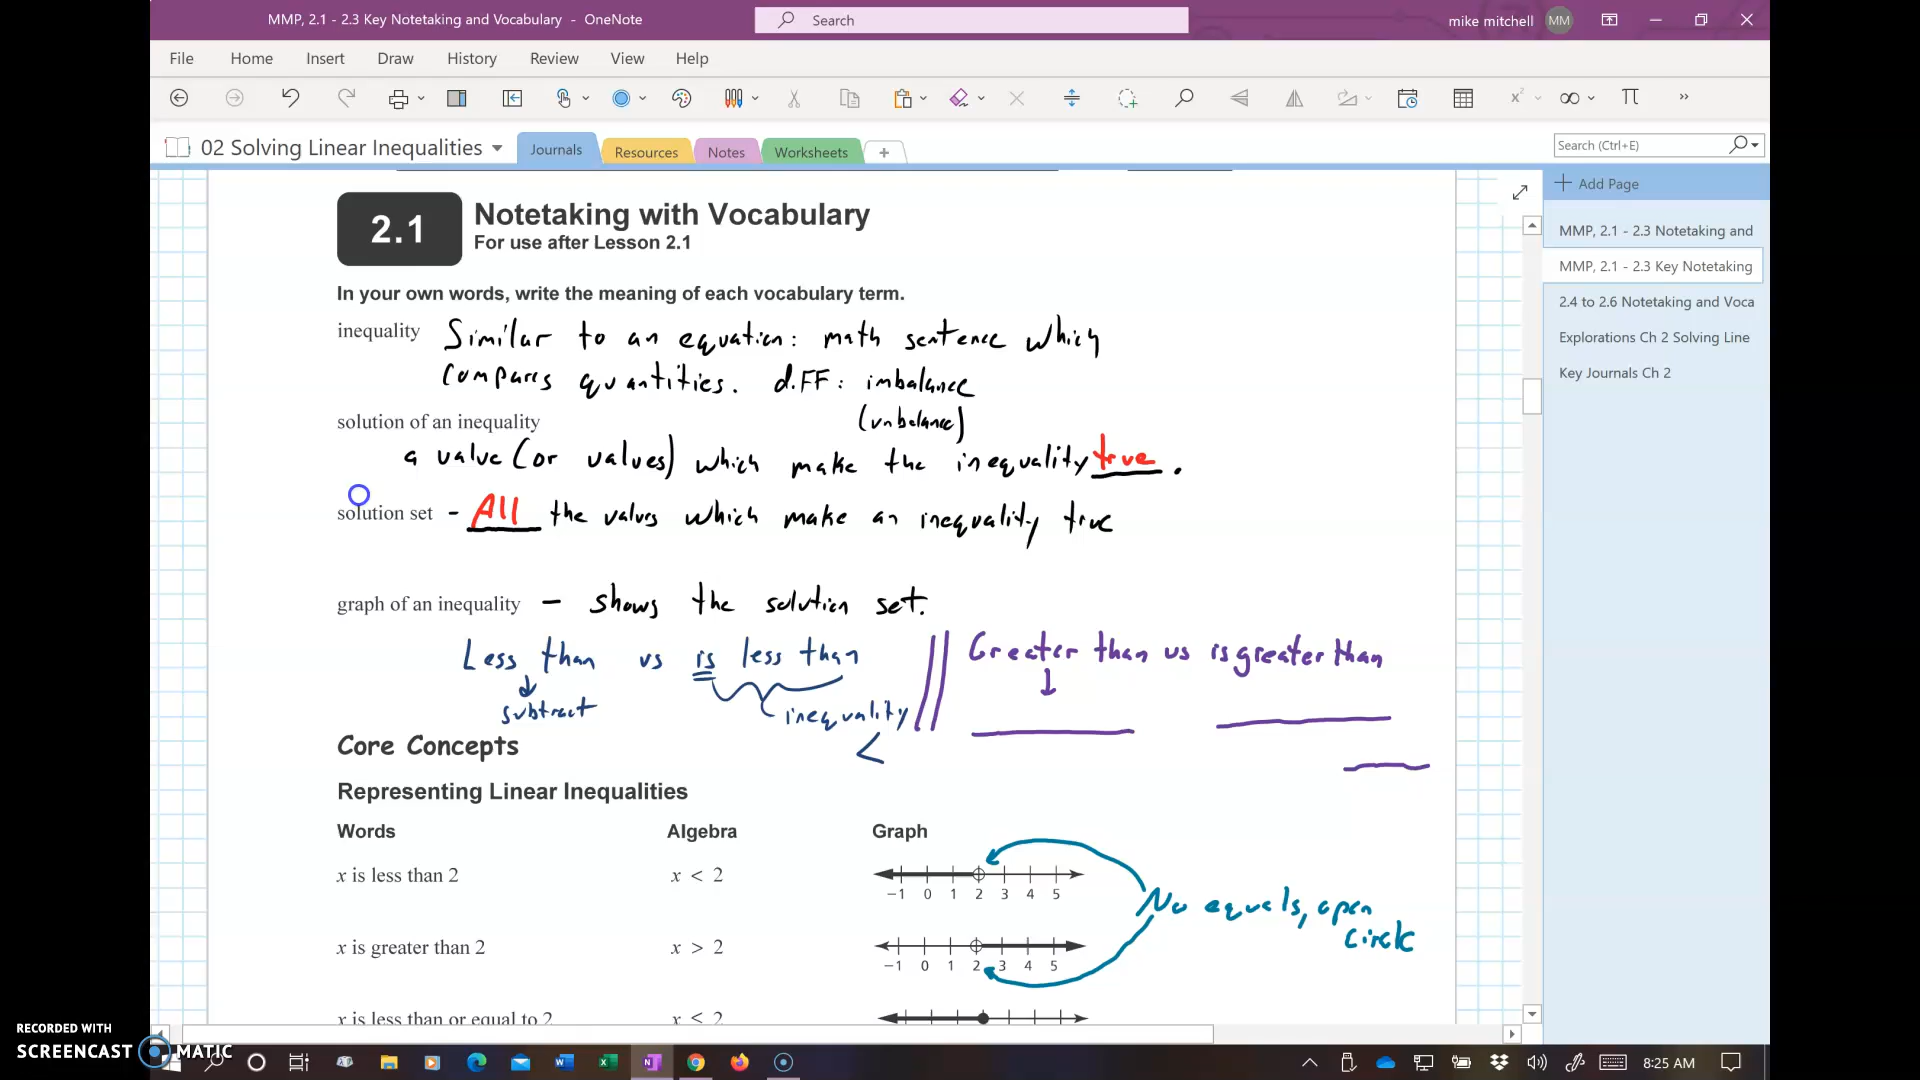 MMP, 2.1 - 2.3 Key Notetaking and Vocabulary - OneNote
Search
mike mitchell MM
File Home Insert Draw History Review View Help
02 Solving Linear Inequalities
Journals Resources Notes Worksheets +
Search (Ctrl+E)
Add Page
MMP, 2.1 - 2.3 Notetaking and
MMP, 2.1 - 2.3 Key Notetaking
2.4 to 2.6 Notetaking and Voca
Explorations Ch 2 Solving Line
Key Journals Ch 2
2.1 Notetaking with Vocabulary
For use after Lesson 2.1
In your own words, write the meaning of each vocabulary term.
inequality Similar to an equation: math sentence which
compares quantities. diff: imbalance
(unbalance)
solution of an inequality
a value (or values) which make the inequality true.
solution set - All the values which make an inequality true
graph of an inequality - shows the solution set.
Less than vs is less than
subtract
inequality
<
Greater than vs is greater than
Core Concepts
Representing Linear Inequalities
Words Algebra Graph
x is less than 2 x < 2
-1 0 1 2 3 4 5
No equals, open
circle
x is greater than 2 x > 2
-1 0 1 2 3 4 5
x is less than or equal to 2 x < 2
RECORDED WITH
SCREENCAST MATIC
8:25 AM